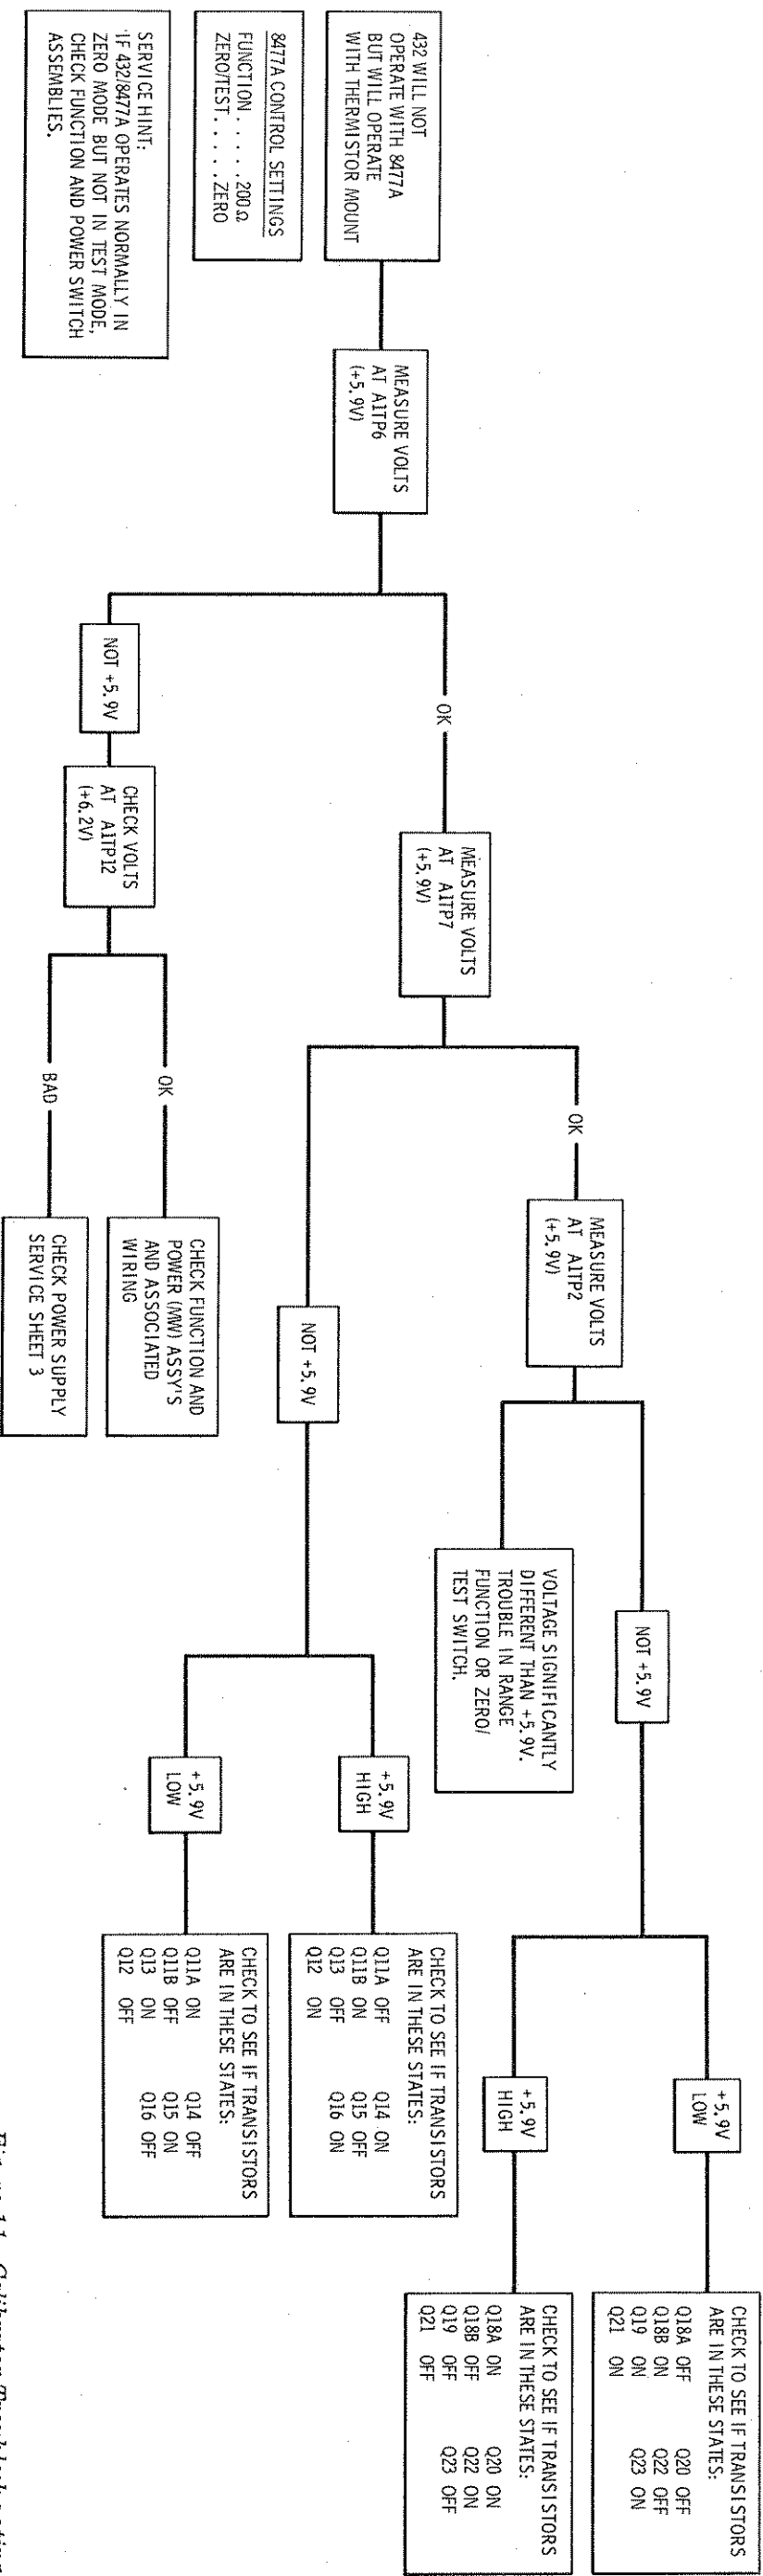 432 WILL NOT
OPERATE WITH 8477A
BUT WILL OPERATE
WITH THERMISTOR MOUNT
8477A CONTROL SETTINGS
FUNCTION.....200Ω
ZERO/TEST.....ZERO
SERVICE HINT:
IF 432/8477A OPERATES NORMALLY IN
ZERO MODE BUT NOT IN TEST MODE,
CHECK FUNCTION AND POWER SWITCH
ASSEMBLIES.
MEASURE VOLTS
AT A1TP6
(+5.9V)
OK
NOT +5.9V
CHECK VOLTS
AT A1TP12
(+6.2V)
OK
BAD
CHECK FUNCTION AND
POWER (MW) ASSY'S
AND ASSOCIATED
WIRING
CHECK POWER SUPPLY
SERVICE SHEET 3
MEASURE VOLTS
AT A1TP7
(+5.9V)
OK
NOT +5.9V
MEASURE VOLTS
AT A1TP2
(+5.9V)
NOT +5.9V
VOLTAGE SIGNIFICANTLY
DIFFERENT THAN +5.9V.
TROUBLE IN RANGE
FUNCTION OR ZERO/
TEST SWITCH.
+5.9V
HIGH
+5.9V
LOW
CHECK TO SEE IF TRANSISTORS
ARE IN THESE STATES:
Q11A OFF Q14 ON
Q11B ON Q15 OFF
Q13 OFF Q16 ON
Q12 ON
CHECK TO SEE IF TRANSISTORS
ARE IN THESE STATES:
Q11A ON Q14 OFF
Q11B OFF Q15 ON
Q13 ON Q16 OFF
Q12 OFF
+5.9V
LOW
+5.9V
HIGH
CHECK TO SEE IF TRANSISTORS
ARE IN THESE STATES:
Q18A OFF Q20 OFF
Q18B ON Q22 OFF
Q19 ON Q23 ON
Q21 ON
CHECK TO SEE IF TRANSISTORS
ARE IN THESE STATES:
Q18A ON Q20 ON
Q18B OFF Q22 ON
Q19 OFF Q23 OFF
Q21 OFF